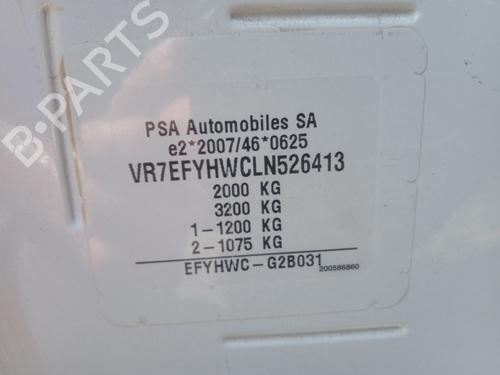 B-PARTS
PSA Automobiles SA
e2*2007/46*0625
VR7EFYHWCLN526413
2000 KG
3200 KG
1-1200 KG
2-1075 KG
EFYHWC-G2B031
200586860